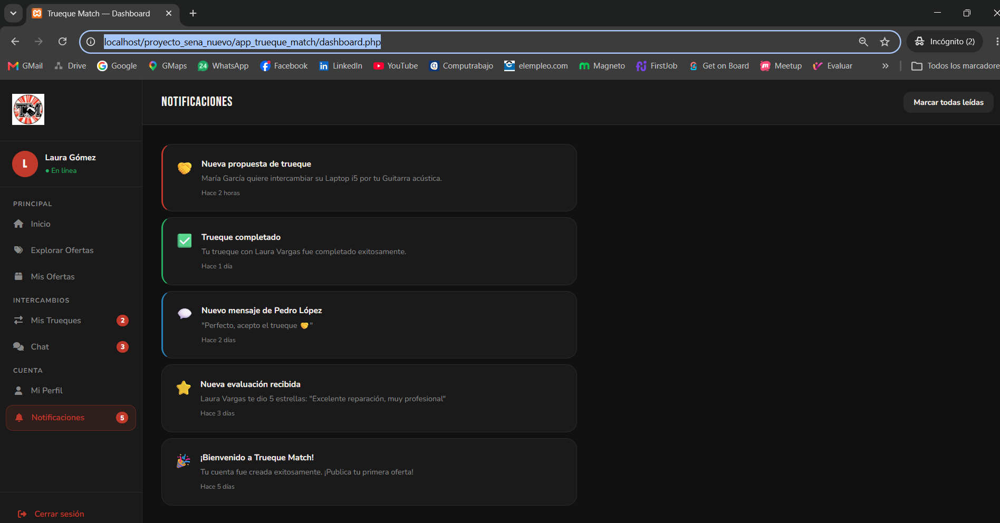 Trueque Match — Dashboard
localhost/proyecto_sena_nuevo/app_trueque_match/dashboard.php
Incógnito (2)
GMail
Drive
Google
GMaps
24
WhatsApp
Facebook
LinkedIn
YouTube
Computrabajo
elempleo.com
Magneto
FirstJob
Get on Board
Meetup
Evaluar
Todos los marcadore
TM
NOTIFICACIONES
Marcar todas leídas
L
Laura Gómez
En línea
PRINCIPAL
Inicio
Explorar Ofertas
Mis Ofertas
INTERCAMBIOS
Mis Trueques 2
Chat 3
CUENTA
Mi Perfil
Notificaciones 5
Cerrar sesión
Nueva propuesta de trueque
María García quiere intercambiar su Laptop i5 por tu Guitarra acústica.
Hace 2 horas
Trueque completado
Tu trueque con Laura Vargas fue completado exitosamente.
Hace 1 día
Nuevo mensaje de Pedro López
"Perfecto, acepto el trueque 🤝"
Hace 2 días
Nueva evaluación recibida
Laura Vargas te dio 5 estrellas: "Excelente reparación, muy profesional"
Hace 3 días
¡Bienvenido a Trueque Match!
Tu cuenta fue creada exitosamente. ¡Publica tu primera oferta!
Hace 5 días